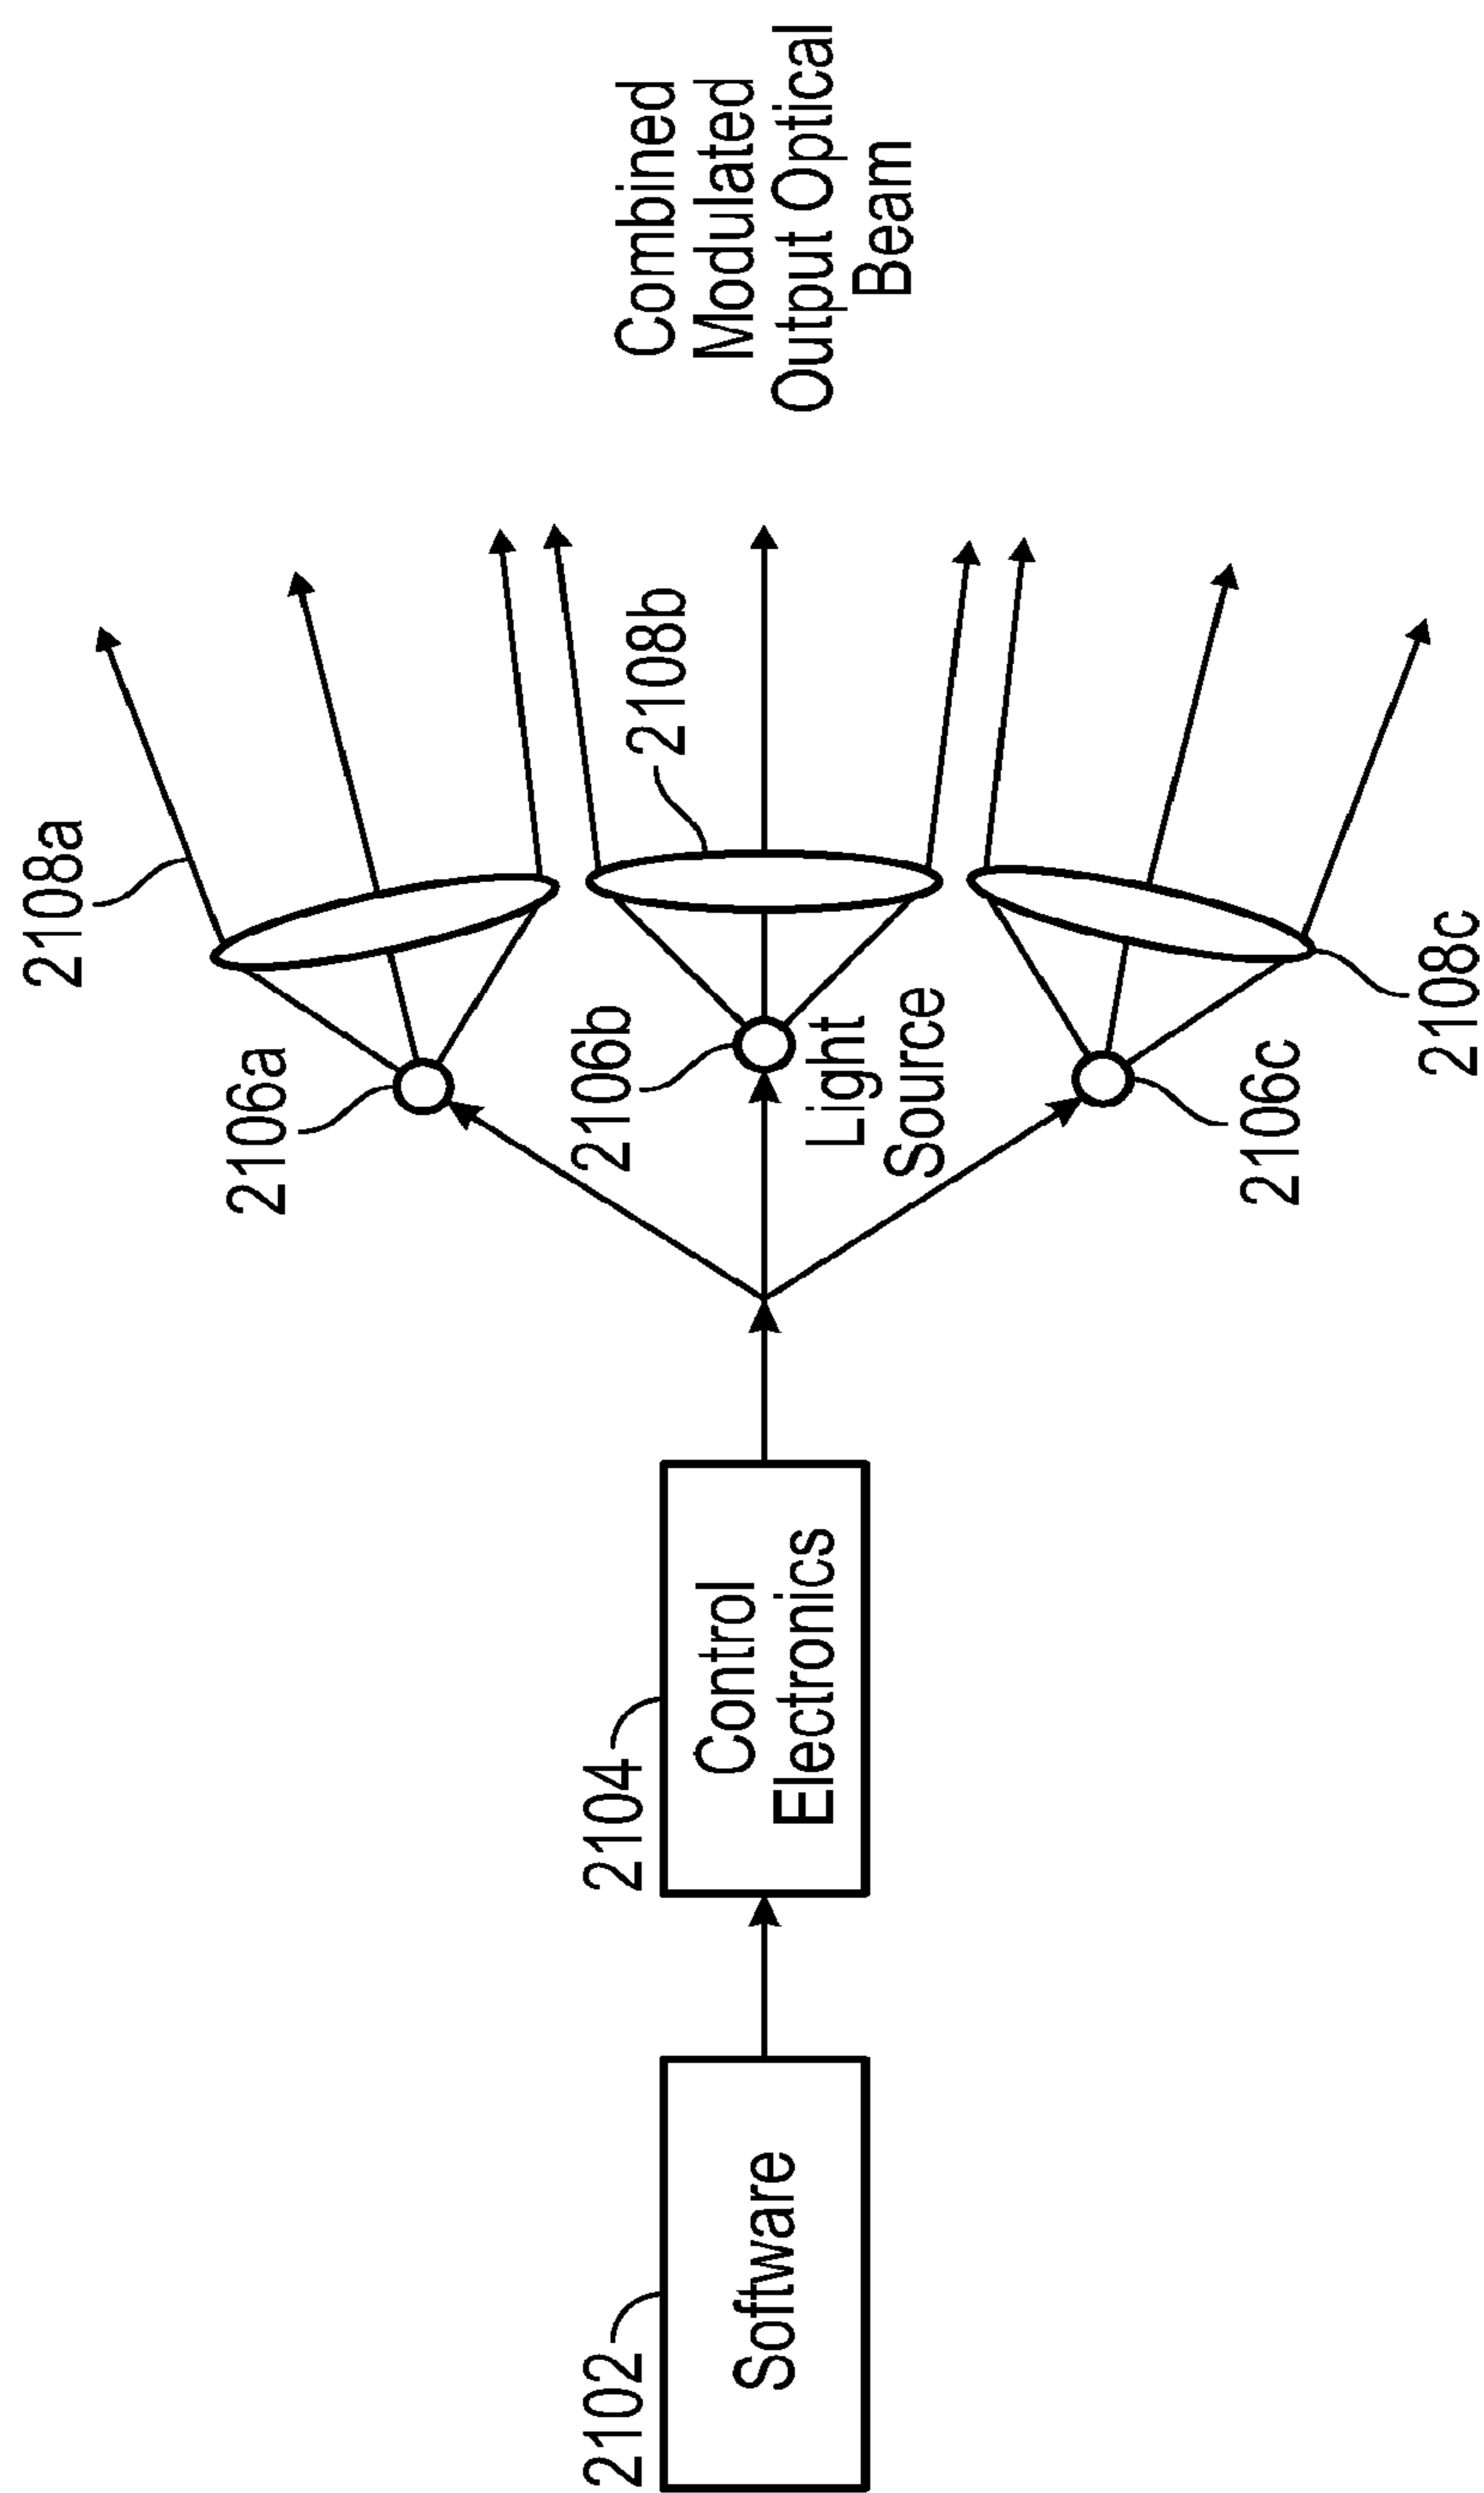 2102
Software
2104
Control
Electronics
2106a
2106b
Light
Source
2106c
2108a
2108b
2108c
Combined
Modulated
Output Optical
Beam